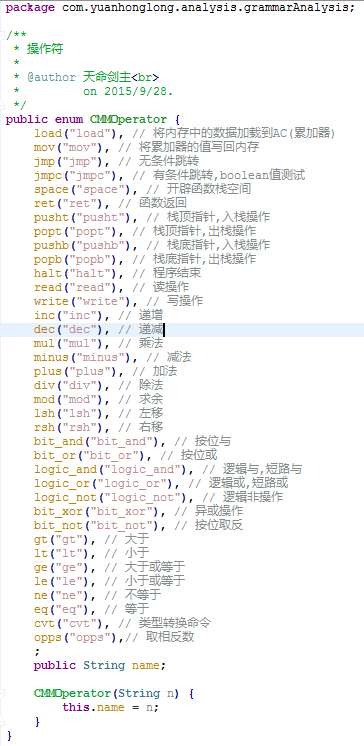 package com.yuanhonglong.analysis.grammarAnalysis;
/**
 * 操作符
 *
 * @author 天命剑主<br>
 *         on 2015/9/28.
 */
public enum CMMOperator {
    load("load"), // 将内存中的数据加载到AC(累加器)
    mov("mov"), // 将累加器的值写回内存
    jmp("jmp"), // 无条件跳转
    jmpc("jmpc"), // 有条件跳转,boolean值测试
    space("space"), // 开辟函数栈空间
    ret("ret"), // 函数返回
    pusht("pusht"), // 栈顶指针,入栈操作
    popt("popt"), // 栈顶指针,出栈操作
    pushb("pushb"), // 栈底指针,入栈操作
    popb("popb"), // 栈底指针,出栈操作
    halt("halt"), // 程序结束
    read("read"), // 读操作
    write("write"), // 写操作
    inc("inc"), // 递增
    dec("dec"), // 递减
    mul("mul"), // 乘法
    minus("minus"), // 减法
    plus("plus"), // 加法
    div("div"), // 除法
    mod("mod"), // 求余
    lsh("lsh"), // 左移
    rsh("rsh"), // 右移
    bit_and("bit_and"), // 按位与
    bit_or("bit_or"), // 按位或
    logic_and("logic_and"), // 逻辑与,短路与
    logic_or("logic_or"), // 逻辑或,短路或
    logic_not("logic_not"), // 逻辑非操作
    bit_xor("bit_xor"), // 异或操作
    bit_not("bit_not"), // 按位取反
    gt("gt"), // 大于
    lt("lt"), // 小于
    ge("ge"), // 大于或等于
    le("le"), // 小于或等于
    ne("ne"), // 不等于
    eq("eq"), // 等于
    cvt("cvt"), // 类型转换命令
    opps("opps"),// 取相反数
    ;
    public String name;
    CMMOperator(String n) {
        this.name = n;
    }
}